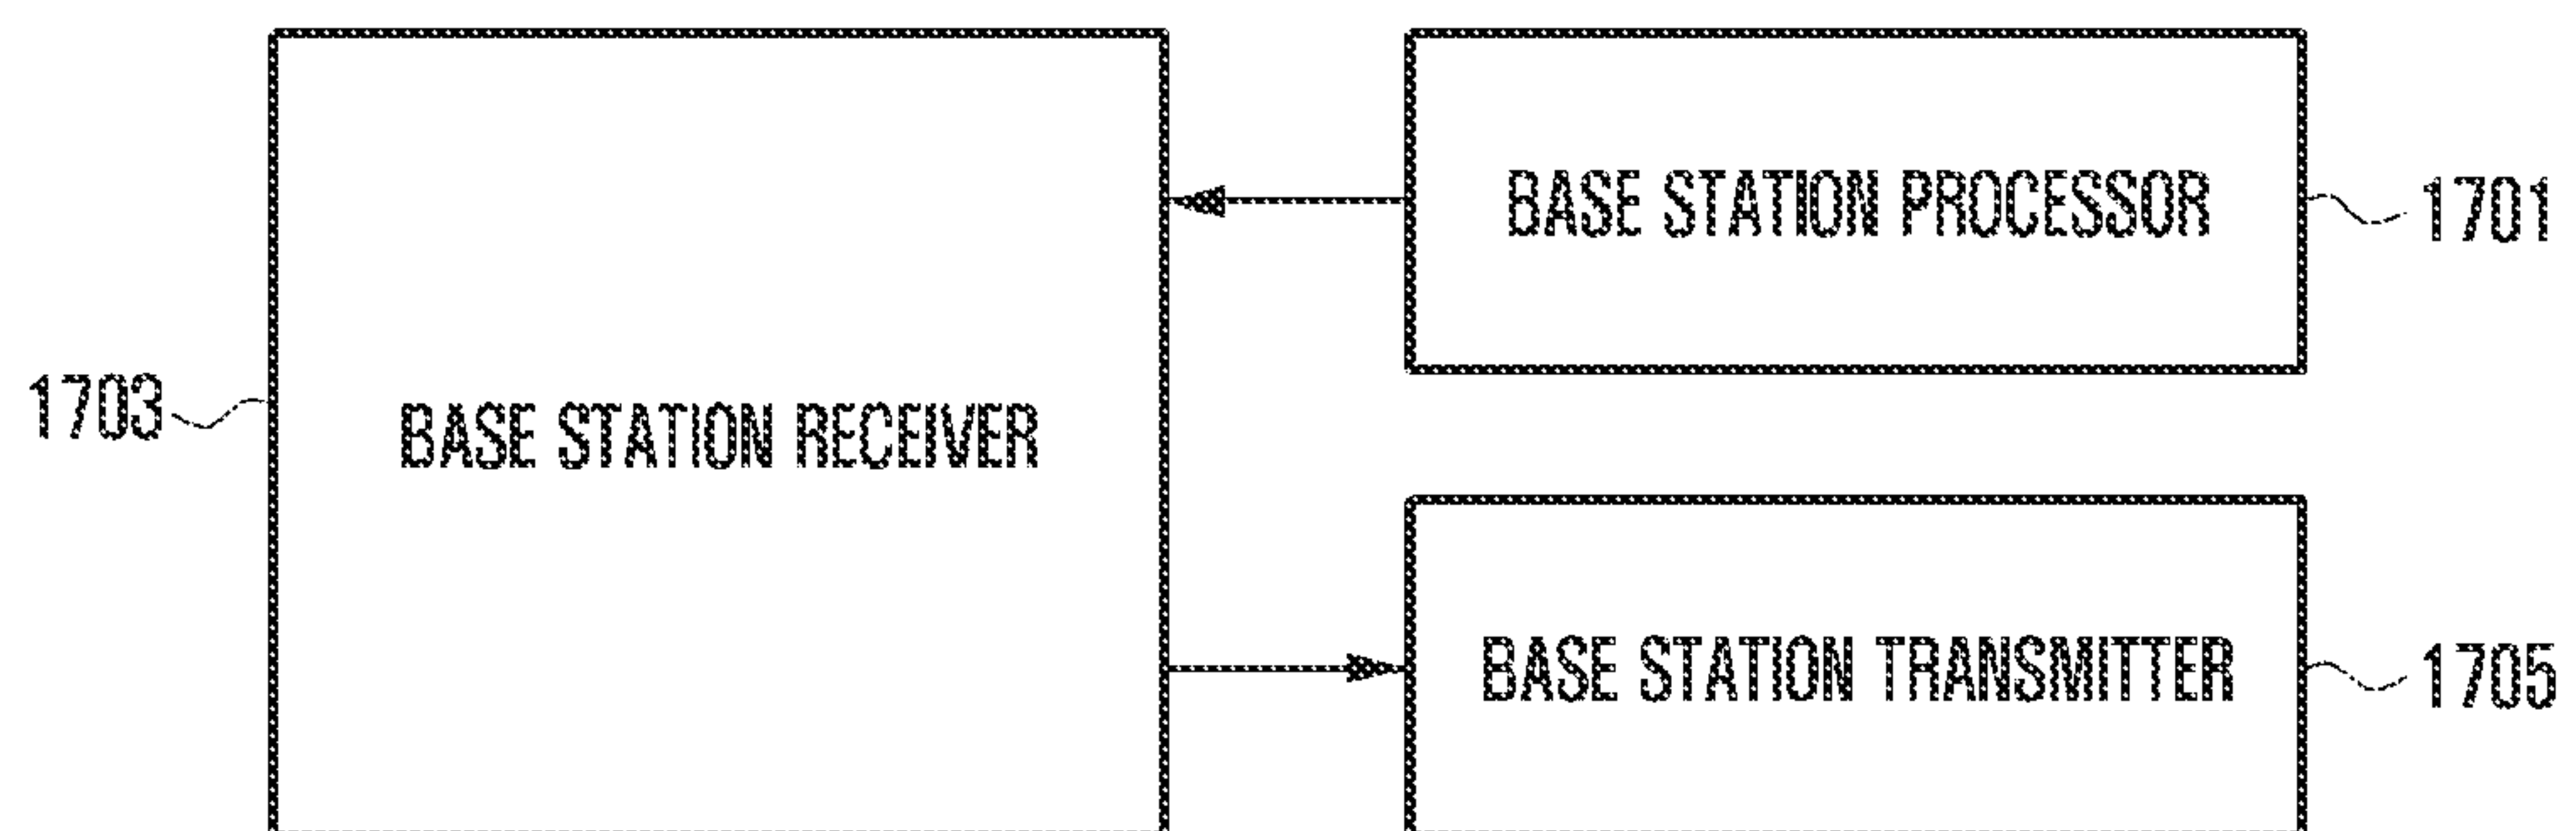 BASE STATION PROCESSOR
1701
1703
BASE STATION RECEIVER
BASE STATION TRANSMITTER
1705